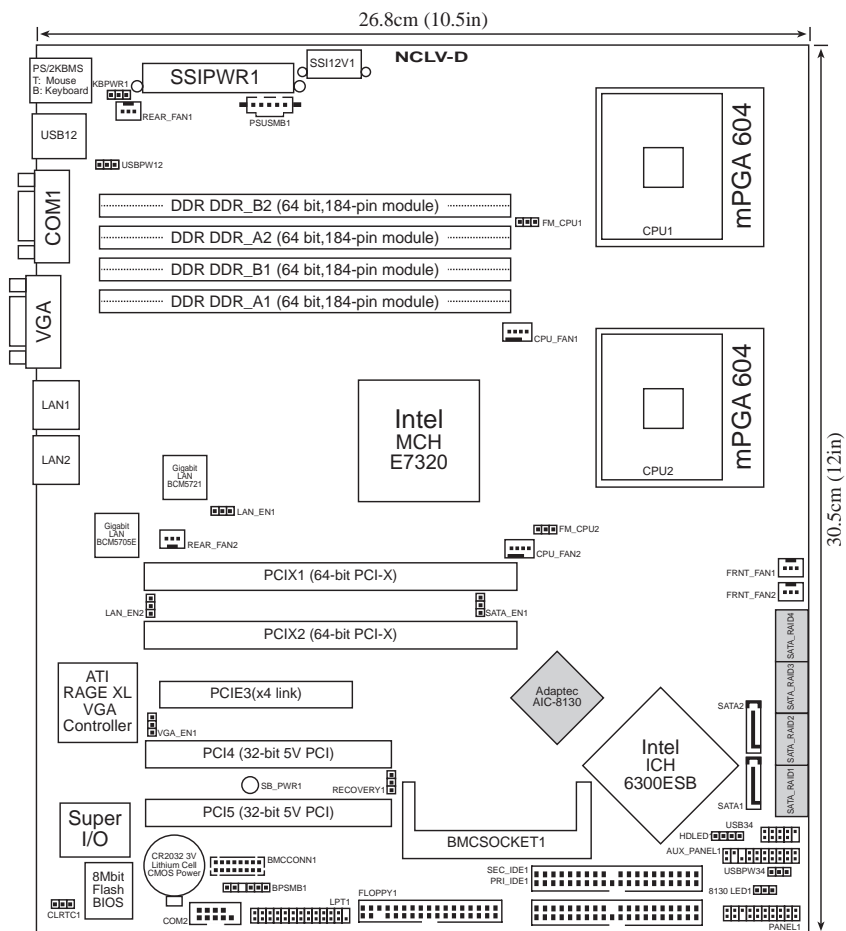 26.8cm (10.5in)
NCLV-D
PS/2KBMS
T: Mouse
B: Keyboard
KBPWR1
SSIPWR1
SSI12V1
REAR_FAN1
PSUSMB1
USB12
USBPW12
COM1
mPGA 604
CPU1
DDR DDR_B2 (64 bit,184-pin module)
FM_CPU1
DDR DDR_A2 (64 bit,184-pin module)
DDR DDR_B1 (64 bit,184-pin module)
DDR DDR_A1 (64 bit,184-pin module)
VGA
CPU_FAN1
mPGA 604
CPU2
LAN1
LAN2
Intel
MCH
E7320
30.5cm (12in)
Gigabit
LAN
BCM5721
LAN_EN1
Gigabit
LAN
BCM5705E
REAR_FAN2
FM_CPU2
CPU_FAN2
FRNT_FAN1
FRNT_FAN2
PCIX1 (64-bit PCI-X)
LAN_EN2
SATA_EN1
PCIX2 (64-bit PCI-X)
SATA_RAID4
SATA_RAID3
SATA_RAID2
SATA_RAID1
ATI
RAGE XL
VGA
Controller
PCIE3(x4 link)
Adaptec
AIC-8130
SATA2
VGA_EN1
PCI4 (32-bit 5V PCI)
Intel
ICH
6300ESB
SB_PWR1
RECOVERY1
SATA1
PCI5 (32-bit 5V PCI)
Super
I/O
BMCSOCKET1
USB34
HDLED1
AUX_PANEL1
CR2032 3V
Lithium Cell
CMOS Power
BMCCONN1
8Mbit
Flash
BIOS
BPSMB1
SEC_IDE1
PRI_IDE1
USBPW34
8130 LED1
CLRTC1
COM2
LPT1
FLOPPY1
PANEL1